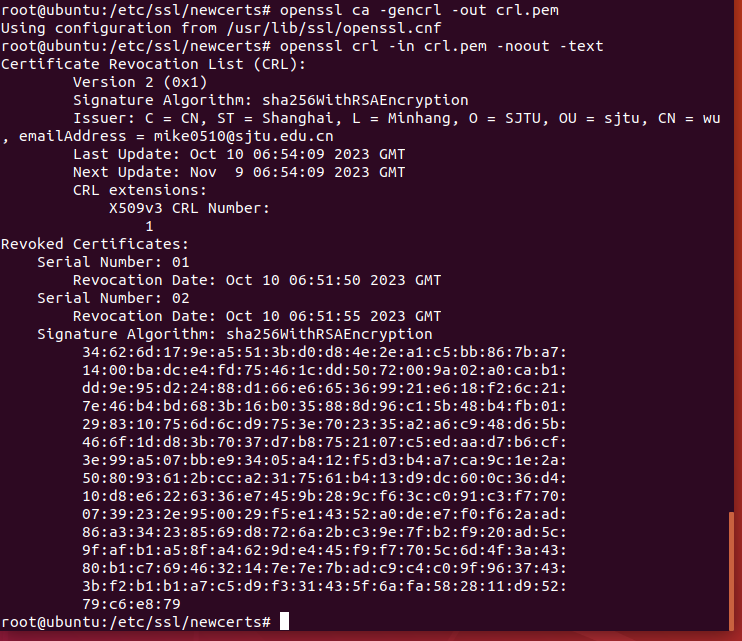 root@ubuntu:/etc/ssl/newcerts# openssl ca -gencrl -out crl.pem
Using configuration from /usr/lib/ssl/openssl.cnf
root@ubuntu:/etc/ssl/newcerts# openssl crl -in crl.pem -noout -text
Certificate Revocation List (CRL):
        Version 2 (0x1)
        Signature Algorithm: sha256WithRSAEncryption
        Issuer: C = CN, ST = Shanghai, L = Minhang, O = SJTU, OU = sjtu, CN = wu
, emailAddress = mike0510@sjtu.edu.cn
        Last Update: Oct 10 06:54:09 2023 GMT
        Next Update: Nov  9 06:54:09 2023 GMT
        CRL extensions:
            X509v3 CRL Number:
                1
Revoked Certificates:
    Serial Number: 01
        Revocation Date: Oct 10 06:51:50 2023 GMT
    Serial Number: 02
        Revocation Date: Oct 10 06:51:55 2023 GMT
    Signature Algorithm: sha256WithRSAEncryption
         34:62:6d:17:9e:a5:51:3b:d0:d8:4e:2e:a1:c5:bb:86:7b:a7:
         14:00:ba:dc:e4:fd:75:46:1c:dd:50:72:00:9a:02:a0:ca:b1:
         dd:9e:95:d2:24:88:d1:66:e6:65:36:99:21:e6:18:f2:6c:21:
         7e:46:b4:bd:68:3b:16:b0:35:88:8d:96:c1:5b:48:b4:fb:01:
         29:83:10:75:6d:6c:d9:75:3e:70:23:35:a2:a6:c9:48:d6:5b:
         46:6f:1d:d8:3b:70:37:d7:b8:75:21:07:c5:ed:aa:d7:b6:cf:
         3e:99:a5:07:bb:e9:34:05:a4:12:f5:d3:b4:a7:ca:9c:1e:2a:
         50:80:93:61:2b:cc:a2:31:75:61:b4:13:d9:dc:60:0c:36:d4:
         10:d8:e6:22:63:36:e7:45:9b:28:9c:f6:3c:c0:91:c3:f7:70:
         07:39:23:2e:95:00:29:f5:e1:43:52:a0:de:e7:f0:f6:2a:ad:
         86:a3:34:23:85:69:d8:72:6a:2b:c3:9e:7f:b2:f9:20:ad:5c:
         9f:af:b1:a5:8f:a4:62:9d:e4:45:f9:f7:70:5c:6d:4f:3a:43:
         80:b1:c7:69:46:32:14:7e:7e:7b:ad:c9:c4:c0:9f:96:37:43:
         3b:f2:b1:b1:a7:c5:d9:f3:31:43:5f:6a:fa:58:28:11:d9:52:
         79:c6:e8:79
root@ubuntu:/etc/ssl/newcerts#